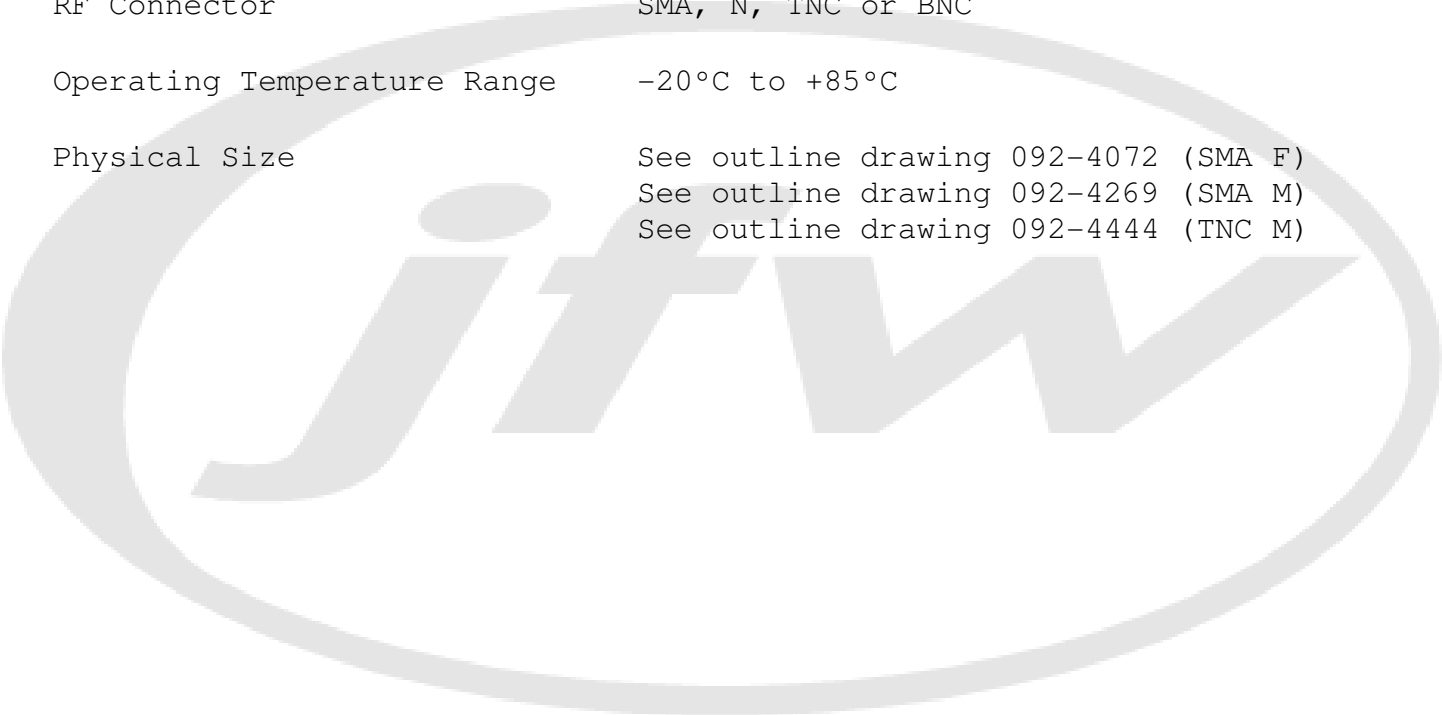 RF Connector SMA, N, TNC or BNC
Operating Temperature Range -20°C to +85°C
Physical Size See outline drawing 092-4072 (SMA F)
See outline drawing 092-4269 (SMA M)
See outline drawing 092-4444 (TNC M)
jfw